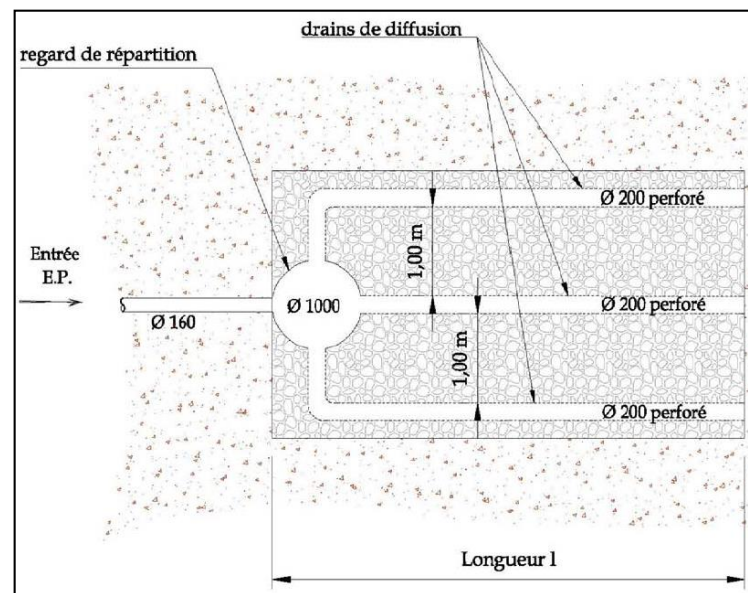 drains de diffusion
regard de répartition
Ø 200 perforé
1,00 m
Entrée
E.P.
Ø 1000
Ø 200 perforé
Ø 160
1,00 m
Ø 200 perforé
Longueur l